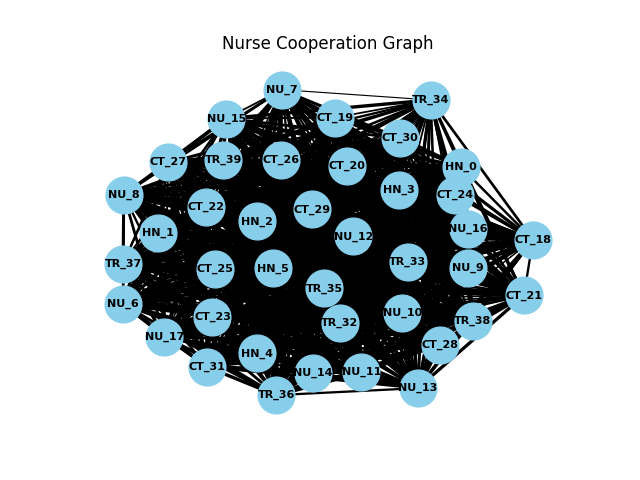 Nurse Cooperation Graph
NU_7
TR_34
NU_15
CT_19
CT_30
CT_27
TR_39
CT_26
CT_20
HN_0
NU_8
HN_3
CT_24
CT_22
CT_29
HN_2
HN_1
NU_12
NU_16
CT_18
TR_37
CT_25
HN_5
TR_33
NU_9
TR_35
CT_21
NU_6
CT_23
TR_32
NU_10
TR_38
NU_17
HN_4
CT_28
CT_31
NU_14
NU_11
TR_36
NU_13